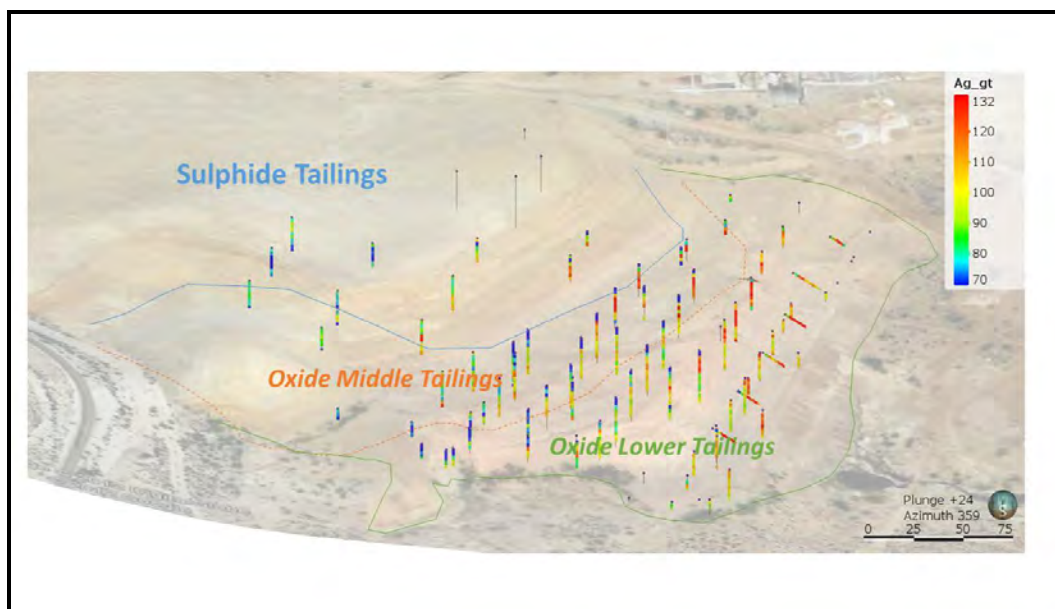 Ag_gt
132
120
110
100
90
80
70
Sulphide Tailings
Oxide Middle Tailings
Oxide Lower Tailings
Plunge +24
Azimuth 359
0 25 50 75